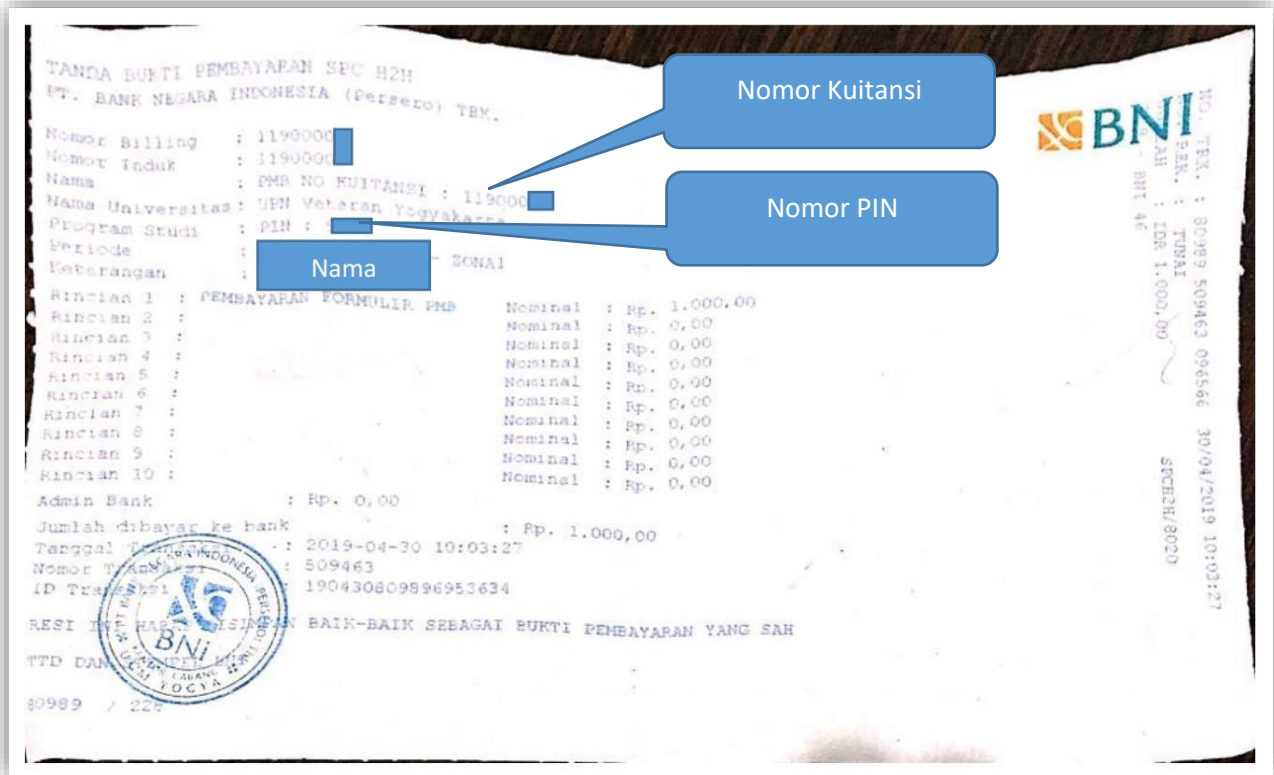 TANDA BUKTI PEMBAYARAN SPC H2H
PT. BANK NEGARA INDONESIA (Persero) TBK.
Nomor Billing : 1190000
Nomor Induk : 1190000
Nama : PMB NO KUITANSI : 119000
Nama Universitas : UPN Veteran Yogyakarta
Program Studi : PIN :
Periode :
Keterangan : - ZONA1
Nomor Kuitansi
Nomor PIN
Nama
Rincian 1 : PEMBAYARAN FORMULIR PMB Nominal : Rp. 1.000,00
Rincian 2 : Nominal : Rp. 0,00
Rincian 3 : Nominal : Rp. 0,00
Rincian 4 : Nominal : Rp. 0,00
Rincian 5 : Nominal : Rp. 0,00
Rincian 6 : Nominal : Rp. 0,00
Rincian 7 : Nominal : Rp. 0,00
Rincian 8 : Nominal : Rp. 0,00
Rincian 9 : Nominal : Rp. 0,00
Rincian 10 : Nominal : Rp. 0,00
Admin Bank : Rp. 0,00
Jumlah dibayar ke bank : Rp. 1.000,00
Tanggal Transaksi : 2019-04-30 10:03:27
Nomor Transaksi : 509463
ID Transaksi : 190430809896953634
RESI INI BAIK-BAIK SEBAGAI BUKTI PEMBAYARAN YANG SAH
TTD DAN
80989 / 226
BNI
YOGYA
BNI
NO. TRX. : 80989 509463 096566 30/04/2019 10:03:27
REK. : TUNAI SPCH2H/8020
: IDR 1.000,00
- BNI 46